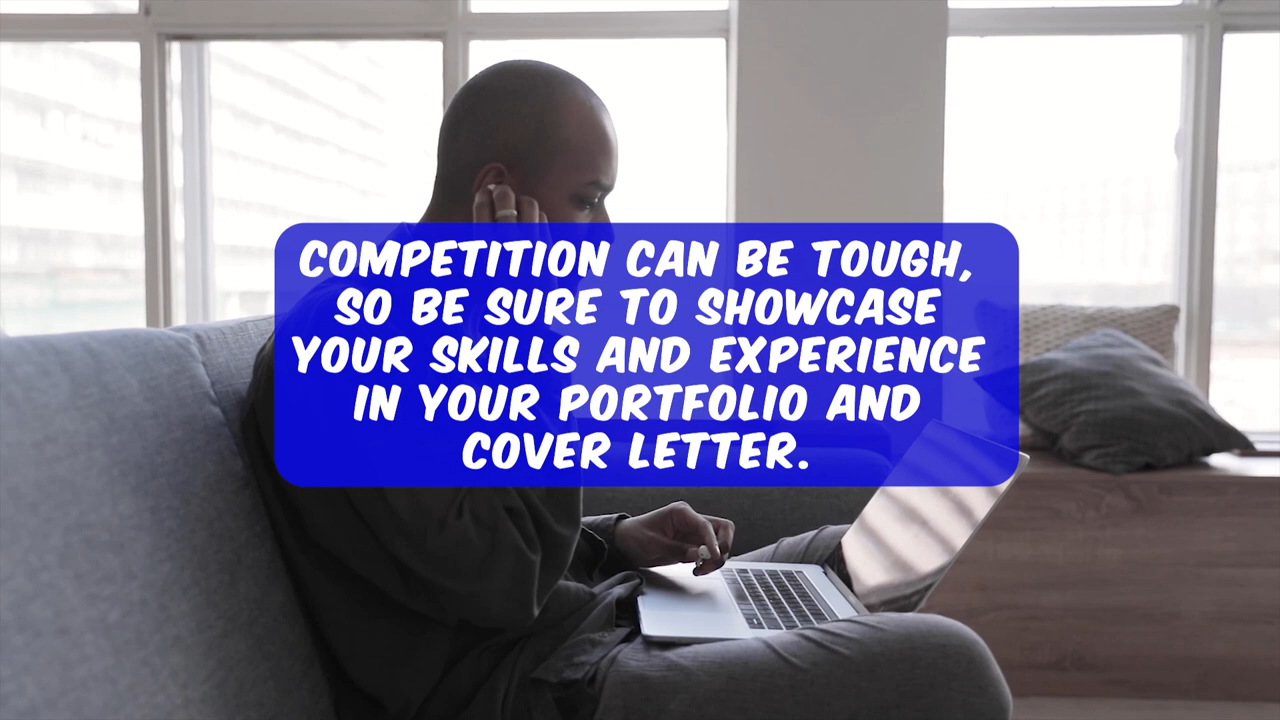 COMPETITION CAN BE TOUGH,
SO BE SURE TO SHOWCASE
YOUR SKILLS AND EXPERIENCE
IN YOUR PORTFOLIO AND
COVER LETTER.